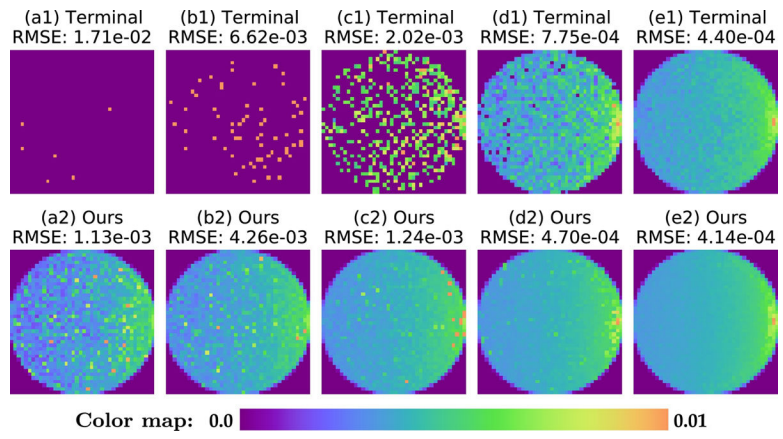 (a1) Terminal
RMSE: 1.71e-02
(b1) Terminal
RMSE: 6.62e-03
(c1) Terminal
RMSE: 2.02e-03
(d1) Terminal
RMSE: 7.75e-04
(e1) Terminal
RMSE: 4.40e-04
(a2) Ours
RMSE: 1.13e-03
(b2) Ours
RMSE: 4.26e-03
(c2) Ours
RMSE: 1.24e-03
(d2) Ours
RMSE: 4.70e-04
(e2) Ours
RMSE: 4.14e-04
Color map: 0.0 0.01